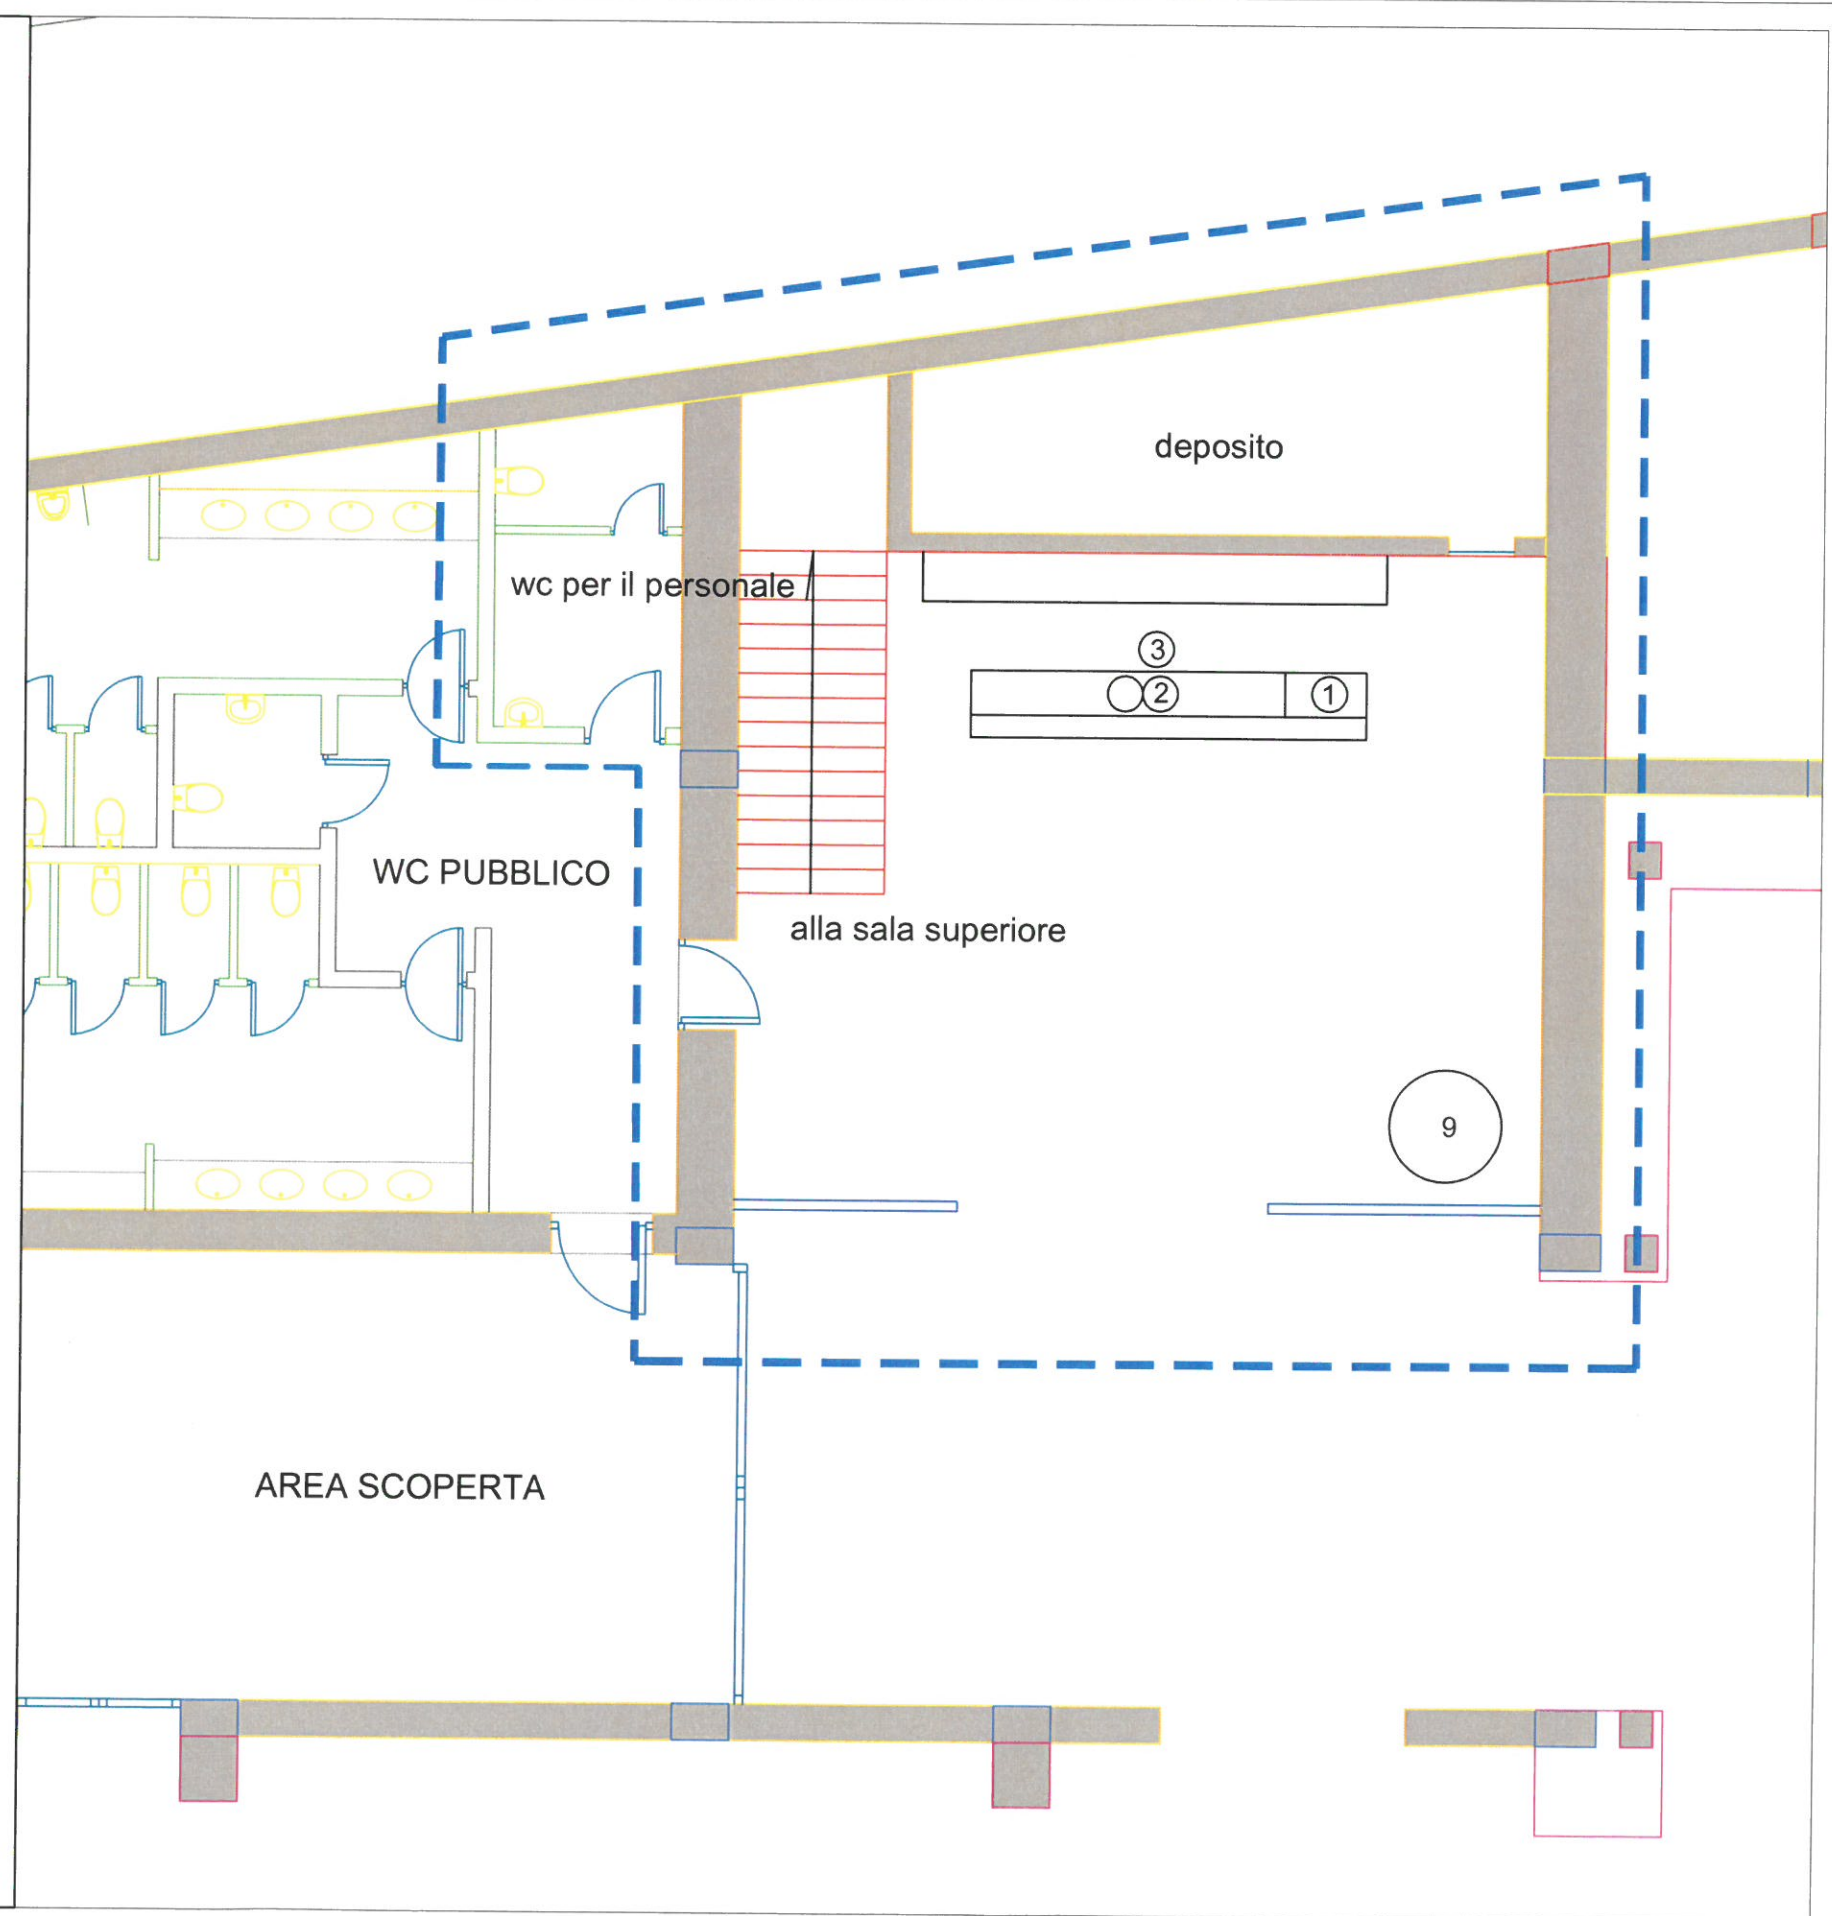 deposito
wc per il personale
3
2
1
WC PUBBLICO
alla sala superiore
9
AREA SCOPERTA